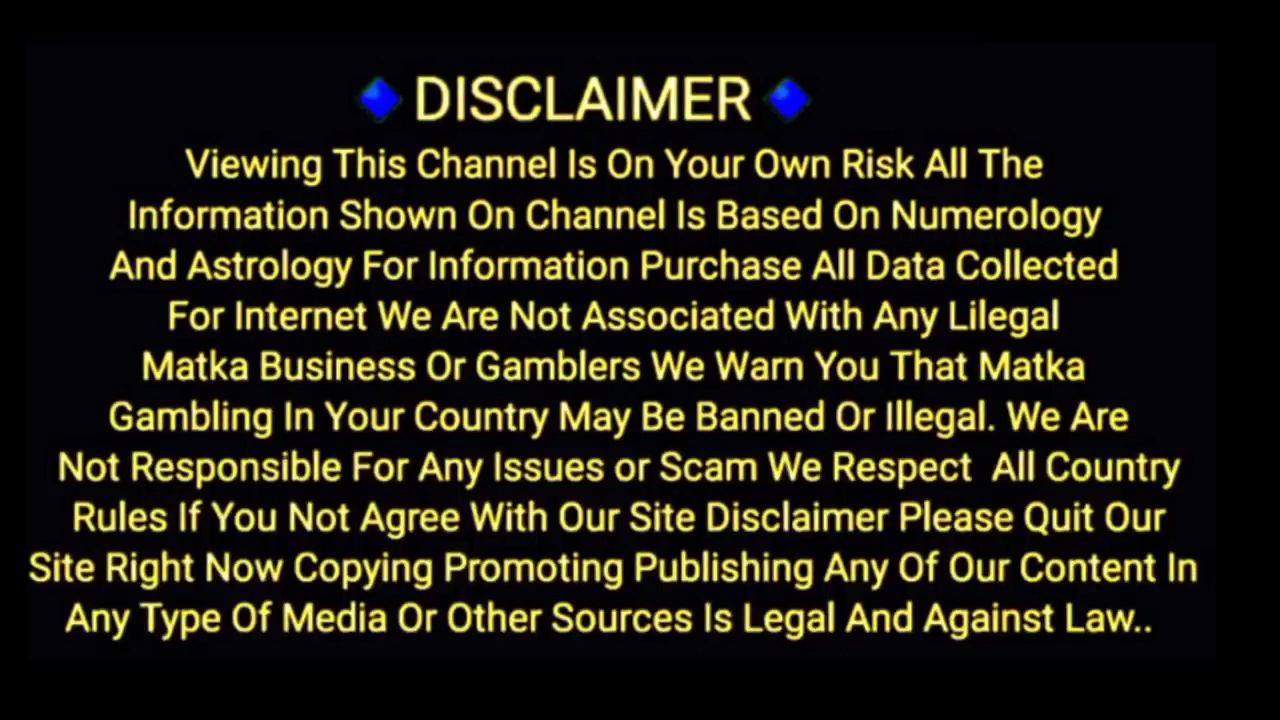 🔹DISCLAIMER🔹
Viewing This Channel Is On Your Own Risk All The
Information Shown On Channel Is Based On Numerology
And Astrology For Information Purchase All Data Collected
For Internet We Are Not Associated With Any Lilegal
Matka Business Or Gamblers We Warn You That Matka
Gambling In Your Country May Be Banned Or Illegal. We Are
Not Responsible For Any Issues or Scam We Respect  All Country
Rules If You Not Agree With Our Site Disclaimer Please Quit Our
Site Right Now Copying Promoting Publishing Any Of Our Content In
Any Type Of Media Or Other Sources Is Legal And Against Law..